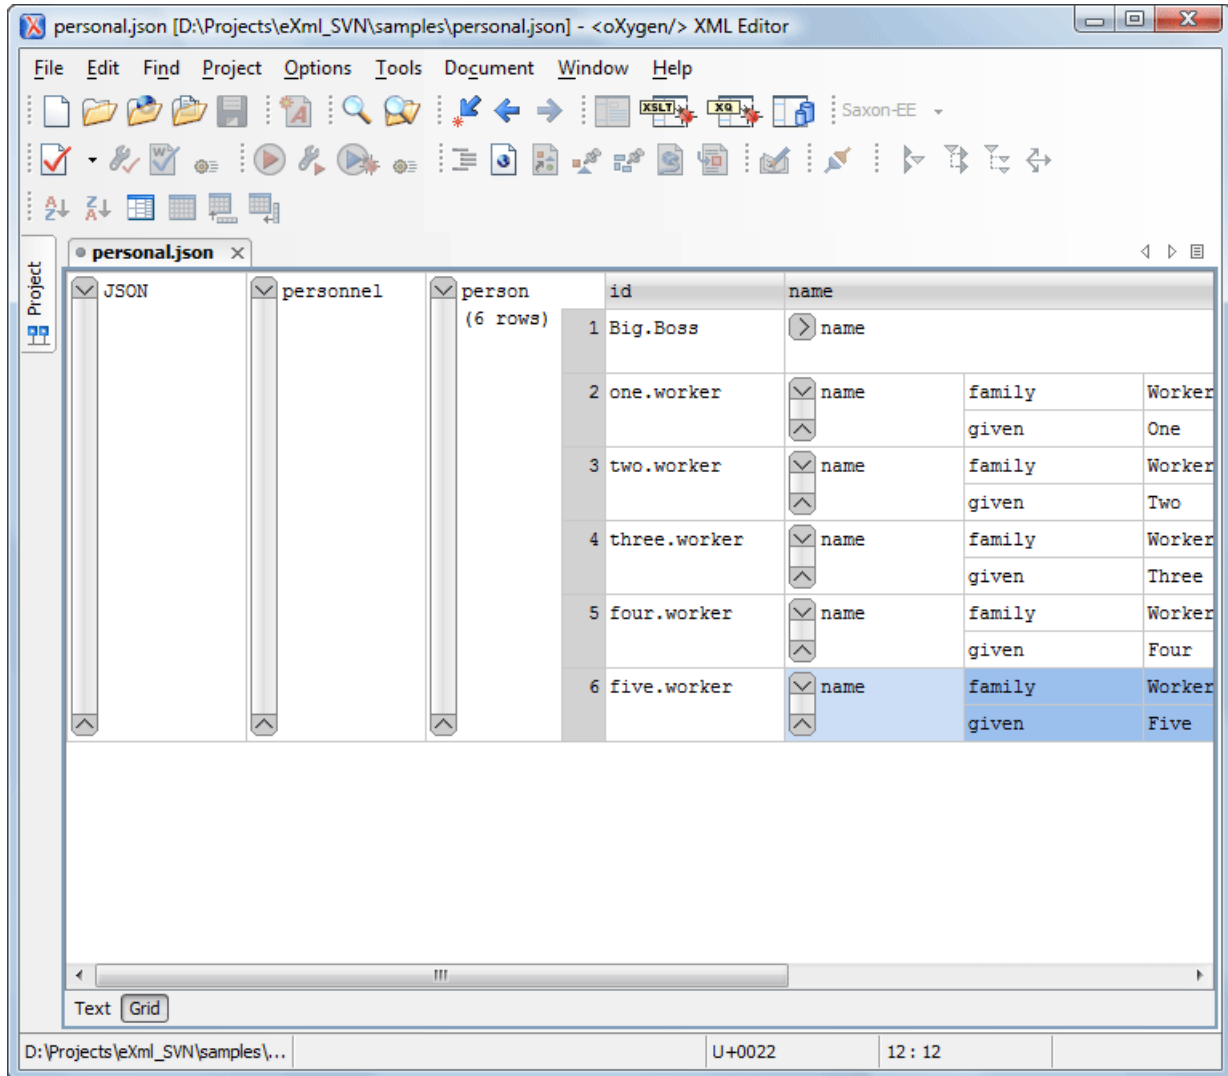 personal.json [D:\Projects\eXml_SVN\samples\personal.json] - <oXygen/> XML Editor
File Edit Find Project Options Tools Document Window Help
XSLT XQ Saxon-EE
personal.json
Project
JSON personnel person id name
(6 rows)
1 Big.Boss name
2 one.worker name family Worker
given One
3 two.worker name family Worker
given Two
4 three.worker name family Worker
given Three
5 four.worker name family Worker
given Four
6 five.worker name family Worker
given Five
Text Grid
D:\Projects\eXml_SVN\samples\... U+0022 12 : 12